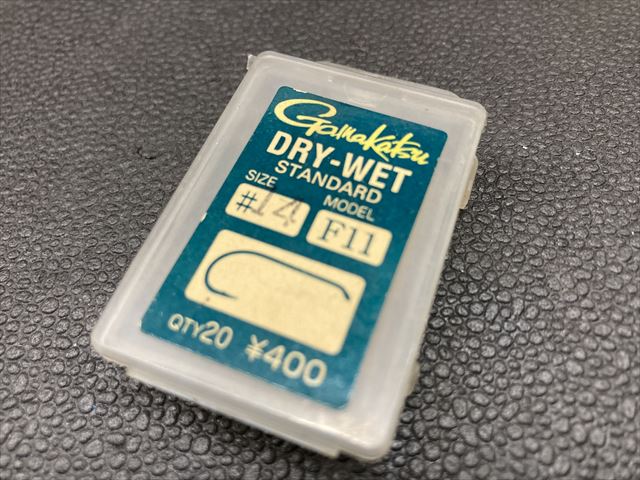 Gamakatsu
DRY-WET
STANDARD
SIZE MODEL
#14 F11
QTY20 ¥400